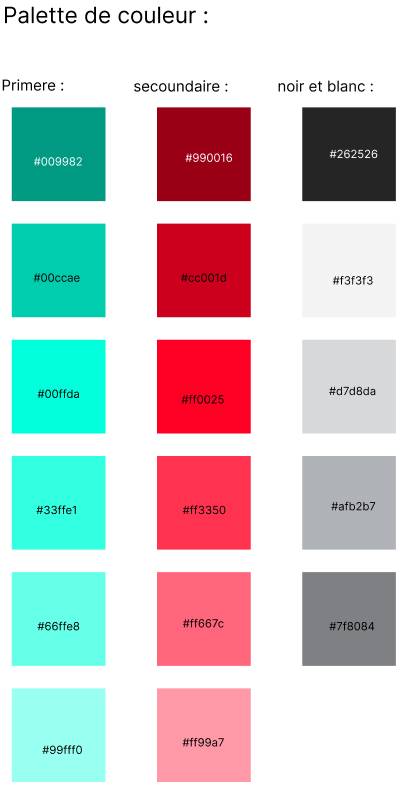 Palette de couleur :
Primere :
secoundaire :
noir et blanc :
#009982
#990016
#262526
#00ccae
#cc001d
#f3f3f3
#00ffda
#ff0025
#d7d8da
#33ffe1
#ff3350
#afb2b7
#66ffe8
#ff667c
#7f8084
#99fff0
#ff99a7